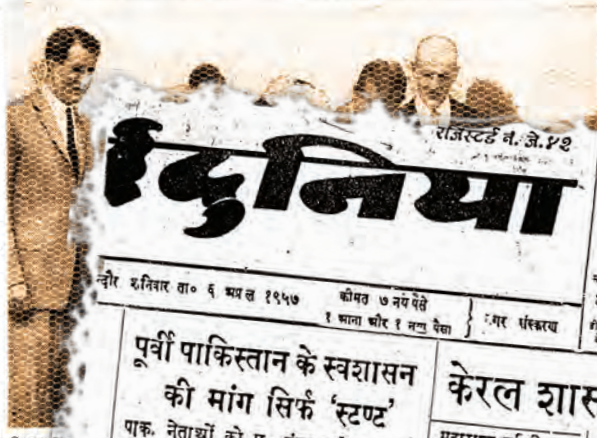 रजिस्टर्ड नं. जे.४२
ईदुनिया
न्दौर शनिवार ता० ६ अप्रैल १९५७
कीमत ७ नये पैसे
१ आना और १ नया पैसा
नगर संस्करण
पूर्वी पाकिस्तान के स्वशासन
की मांग सिर्फ 'स्टण्ट'
केरल शास
पाक. नेताओं को